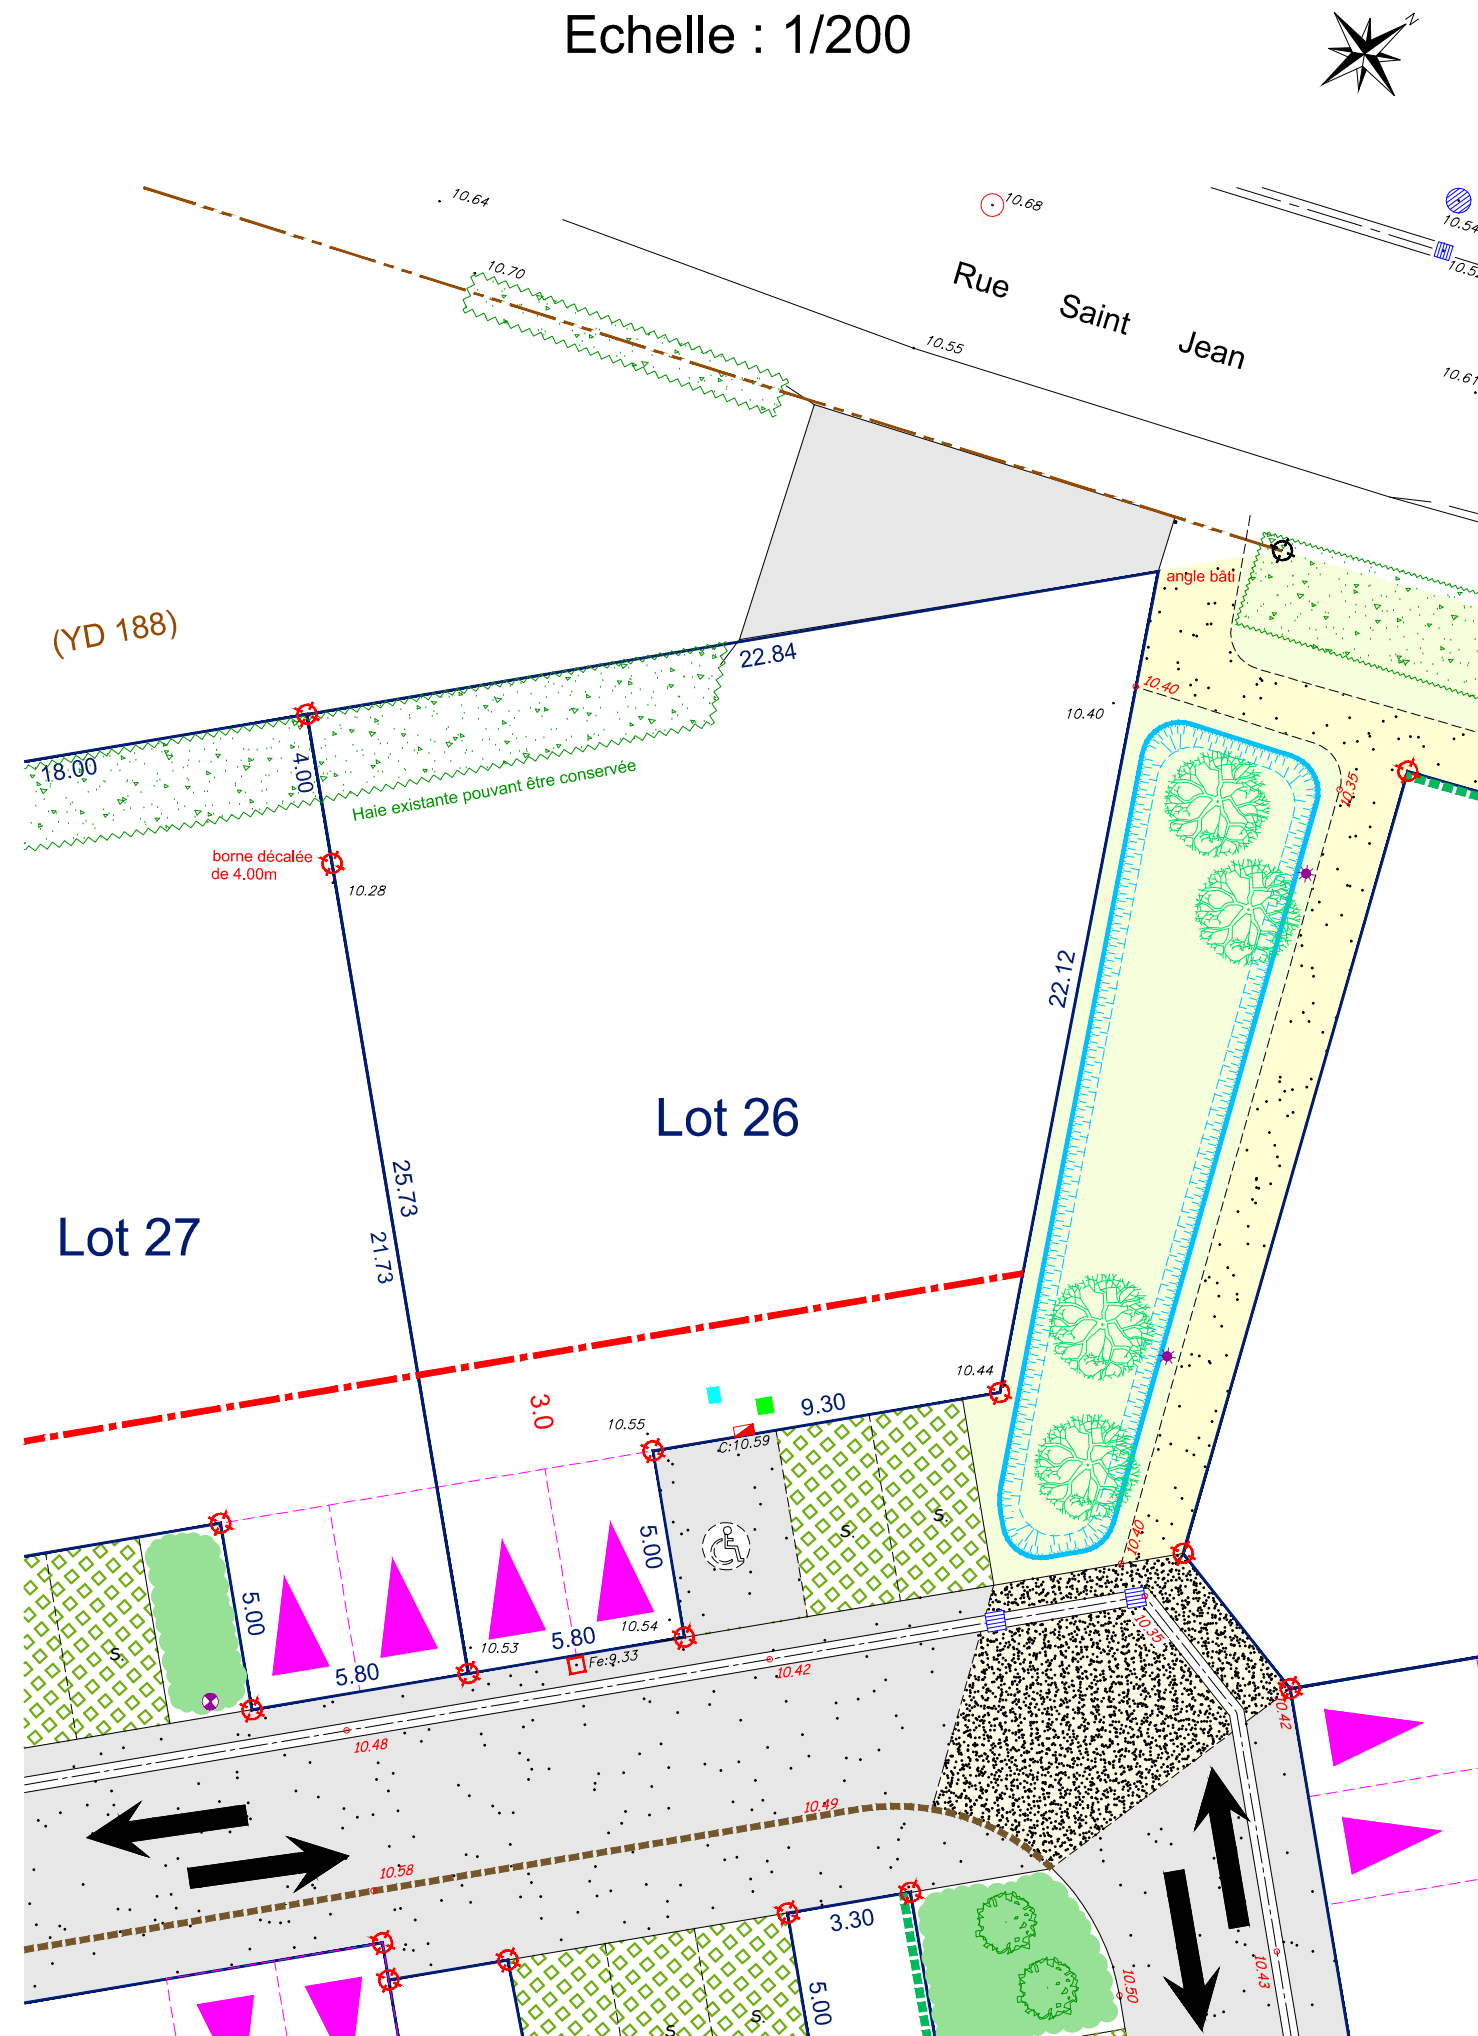 Echelle : 1/200
N
10.64
10.68
10.54
10.70
Rue Saint Jean
10.55
10.61
angle bâti
(YD 188)
22.84
10.40
10.40
18.00
4.00
Haie existante pouvant être conservée
10.35
borne décalée
de 4.00m
10.28
22.12
Lot 26
25.73
Lot 27
21.73
10.44
3.0
9.30
10.55
C:10.59
s.
s.
5.00
5.00
10.40
10.54
10.53
5.80
Fe:9.33
5.80
s.
10.42
10.35
10.42
10.48
10.49
10.58
3.30
10.43
10.50
5.00
s.
s.